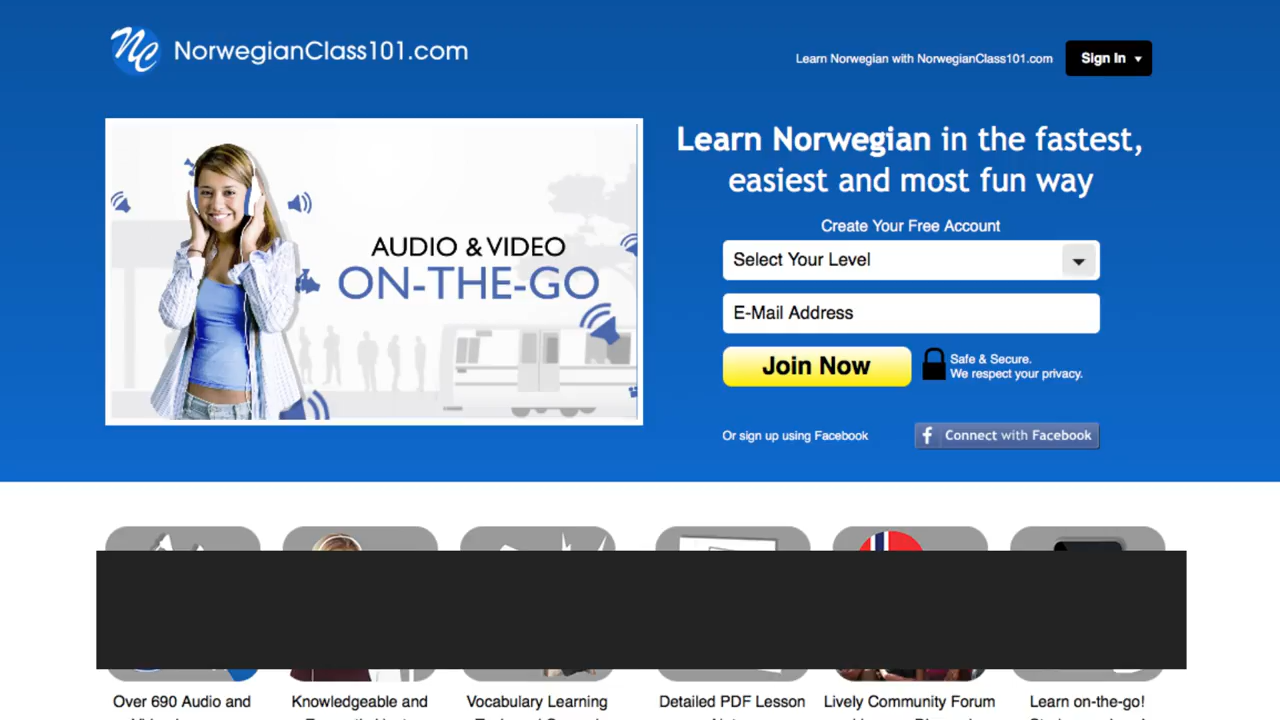 NC NorwegianClass101.com
Learn Norwegian with NorwegianClass101.com
Sign In
AUDIO & VIDEO
ON-THE-GO
Learn Norwegian in the fastest,
easiest and most fun way
Create Your Free Account
Select Your Level
E-Mail Address
Join Now
Safe & Secure.
We respect your privacy.
Or sign up using Facebook
f Connect with Facebook
Over 690 Audio and
Knowledgeable and
Vocabulary Learning
Detailed PDF Lesson
Lively Community Forum
Learn on-the-go!